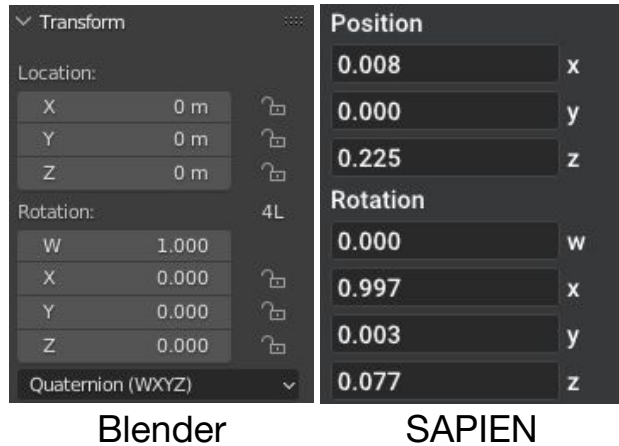 Transform
Location:
X 0 m
Y 0 m
Z 0 m
Rotation: 4L
W 1.000
X 0.000
Y 0.000
Z 0.000
Quaternion (WXYZ)
Blender
Position
0.008 x
0.000 y
0.225 z
Rotation
0.000 w
0.997 x
0.003 y
0.077 z
SAPIEN